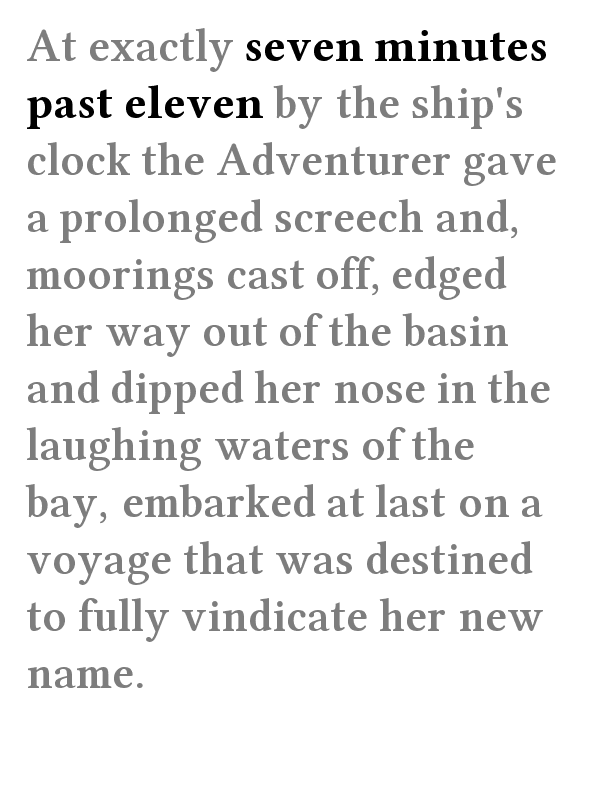 At exactly seven minutes
past eleven by the ship's
clock the Adventurer gave
a prolonged screech and,
moorings cast off, edged
her way out of the basin
and dipped her nose in the
laughing waters of the
bay, embarked at last on a
voyage that was destined
to fully vindicate her new
name.